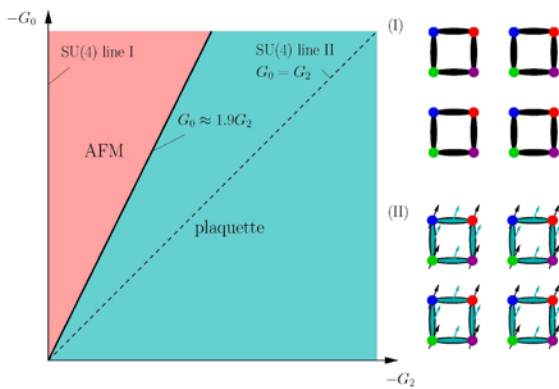 −G₀
SU(4) line I
SU(4) line II
G₀ = G₂
G₀ ≈ 1.9G₂
AFM
plaquette
−G₂
(I)
(II)